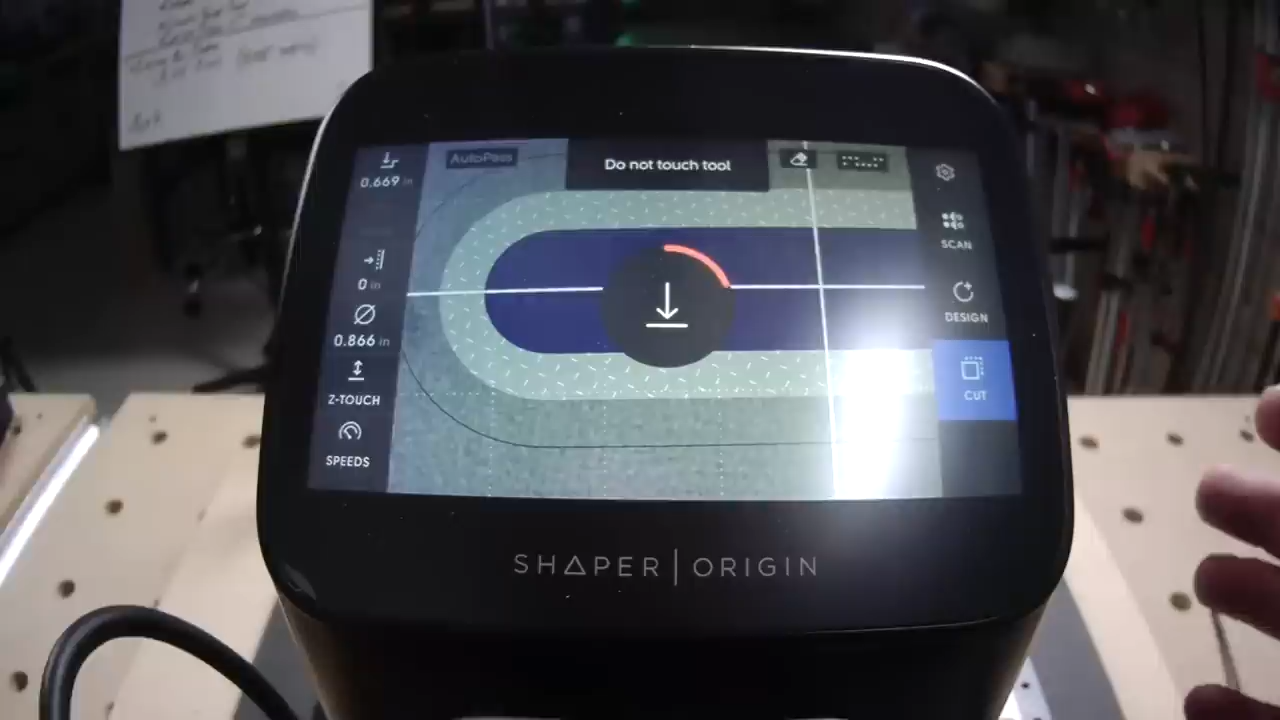 AutoPass
Do not touch tool
0.669 in
SCAN
0 in
DESIGN
0.866 in
Z-TOUCH
CUT
SPEEDS
SHAPER | ORIGIN